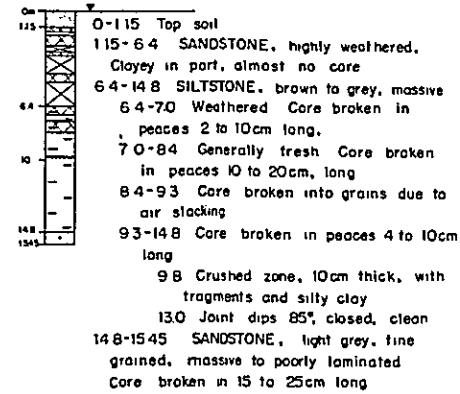 0m
0-1.15 Top soil
1.15
1.15-6.4 SANDSTONE, highly weathered,
Clayey in part, almost no core
6.4-14.8 SILTSTONE, brown to grey, massive
6.4
6.4-7.0 Weathered Core broken in
peaces 2 to 10cm long.
7.0-8.4 Generally fresh Core broken
10
in peaces 10 to 20cm, long
8.4-9.3 Core broken into grains due to
air slacking
9.3-14.8 Core broken in peaces 4 to 10cm
14.8
15.45
long
9.8 Crushed zone, 10cm thick, with
fragments and silty clay
13.0 Joint dips 85°, closed, clean
14.8-15.45 SANDSTONE, light grey, fine
grained, massive to poorly laminated
Core broken in 15 to 25cm long